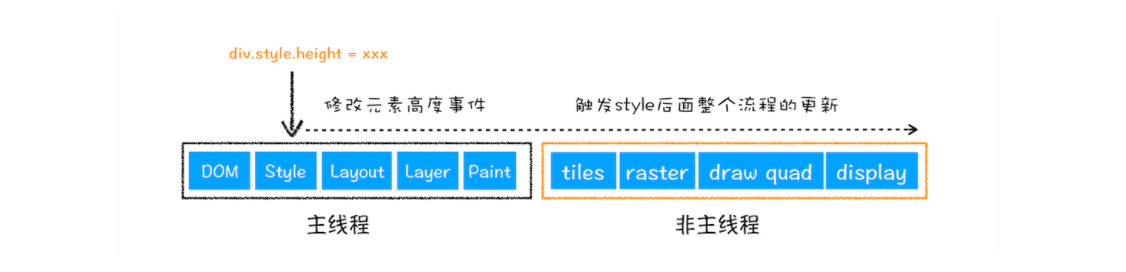 div.style.height = xxx
修改元素高度事件 触发style后面整个流程的更新
DOM Style Layout Layer Paint tiles raster draw quad display
主线程 非主线程